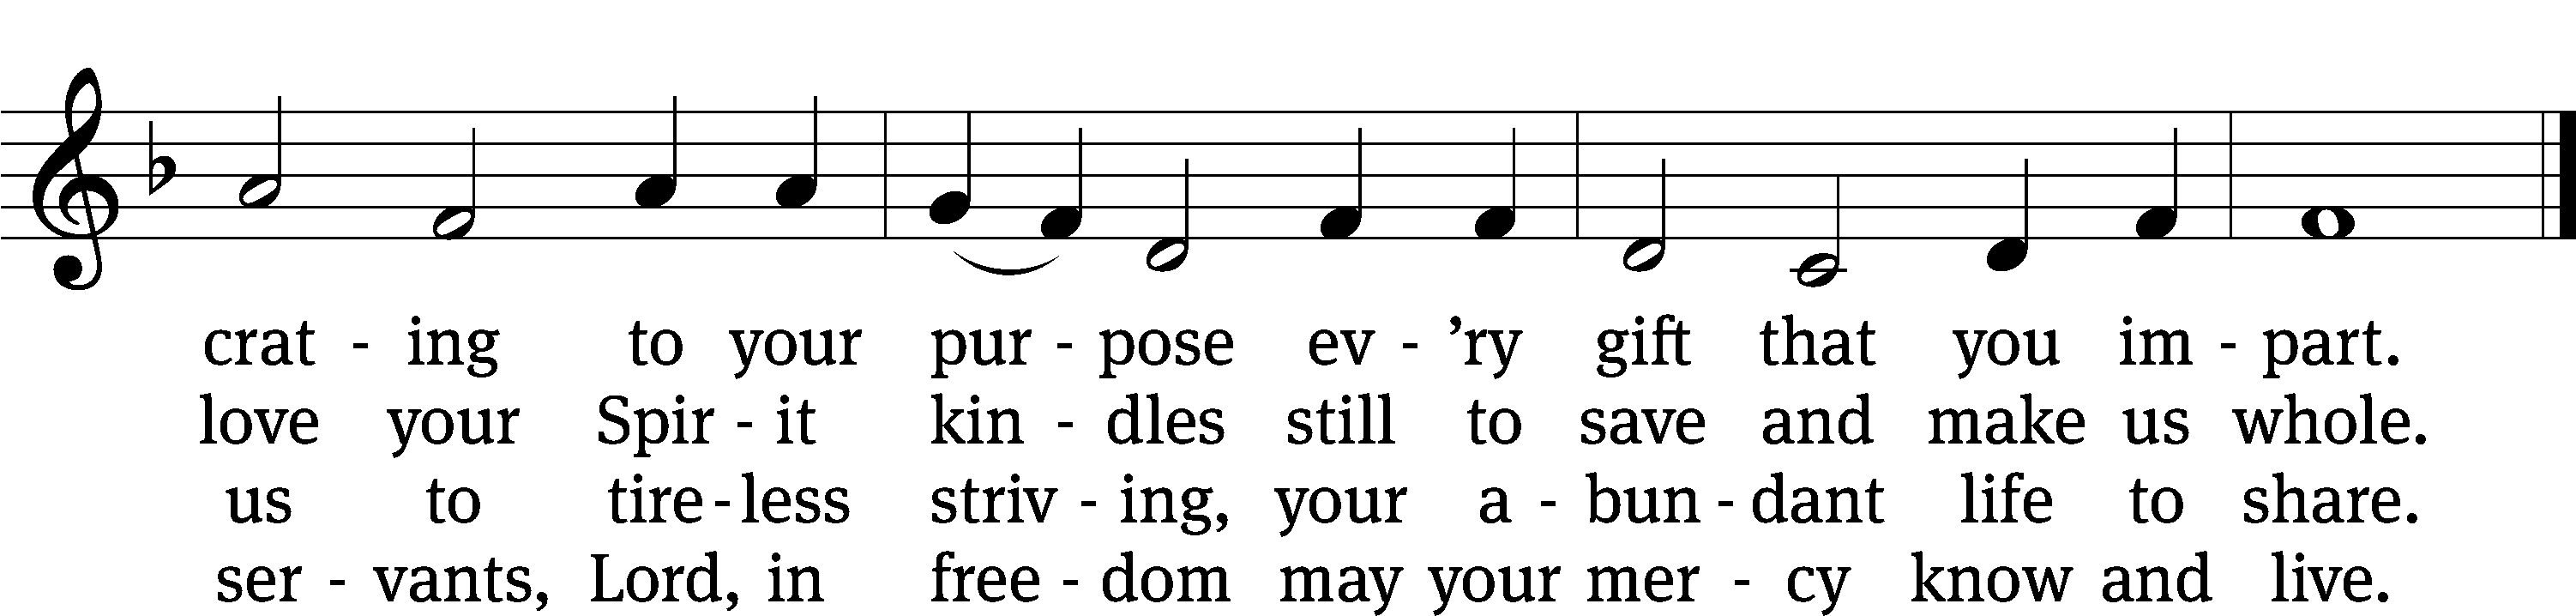 crat - ing to your pur - pose ev - ’ry gift that you im - part.
love your Spir - it kin - dles still to save and make us whole.
us to tire - less striv - ing, your a - bun - dant life to share.
ser - vants, Lord, in free - dom may your mer - cy know and live.